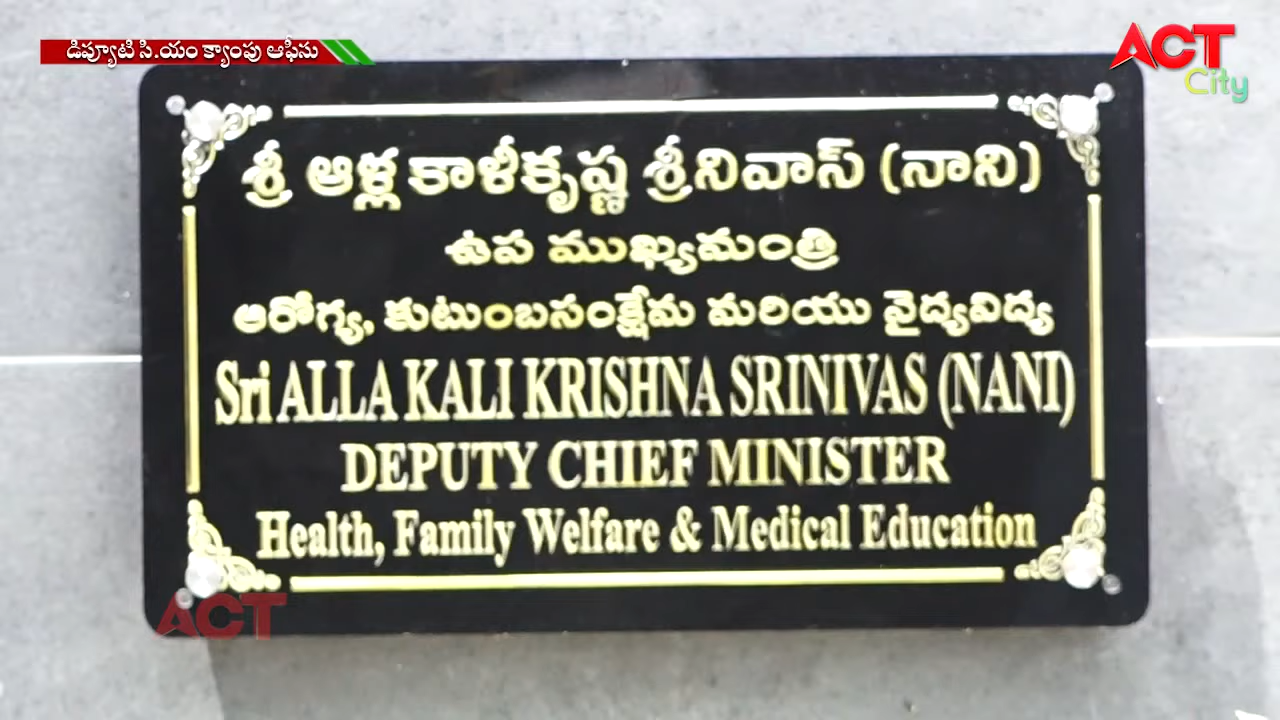 డిప్యూటి సి.యం క్యాంపు ఆఫీసు
ACT
City
శ్రీ ఆళ్ల కాళీకృష్ణ శ్రీనివాస్ (నాని)
ఉప ముఖ్యమంత్రి
ఆరోగ్య, కుటుంబసంక్షేమ మరియు వైద్యవిద్య
Sri ALLA KALI KRISHNA SRINIVAS (NANI)
DEPUTY CHIEF MINISTER
Health, Family Welfare & Medical Education
ACT